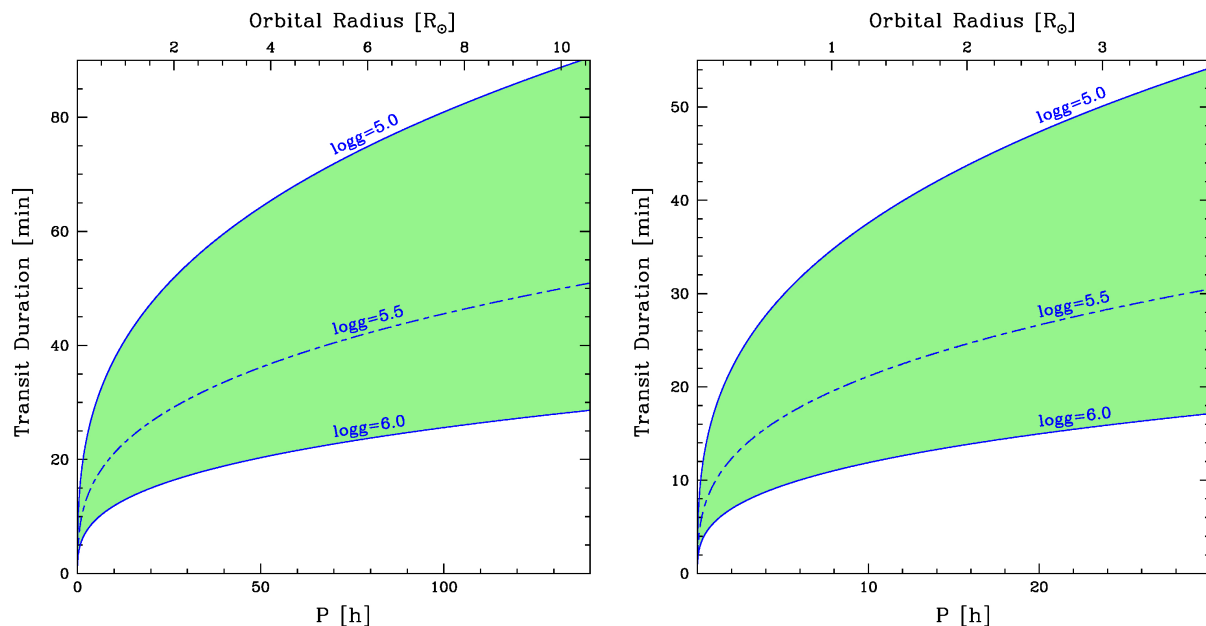 Orbital Radius [R⊙]
2 4 6 8 10
80
60
40
20
0
Transit Duration [min]
logg=5.0
logg=5.5
logg=6.0
0 50 100
P [h]
Orbital Radius [R⊙]
1 2 3
50
40
30
20
10
0
Transit Duration [min]
logg=5.0
logg=5.5
logg=6.0
0 10 20
P [h]